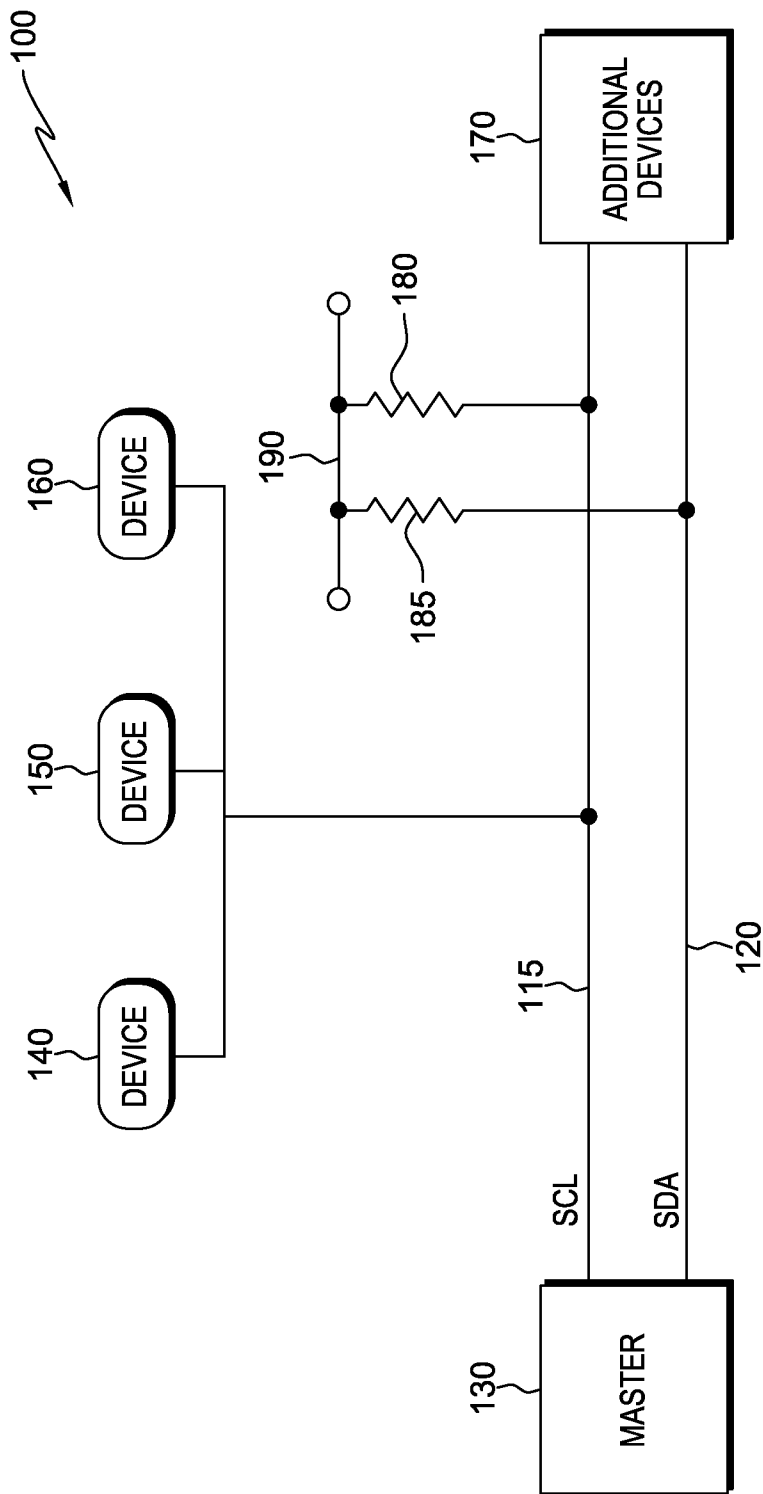 100
140
DEVICE
150
DEVICE
160
DEVICE
190
180
185
130
MASTER
SCL
SDA
115
120
170
ADDITIONAL
DEVICES